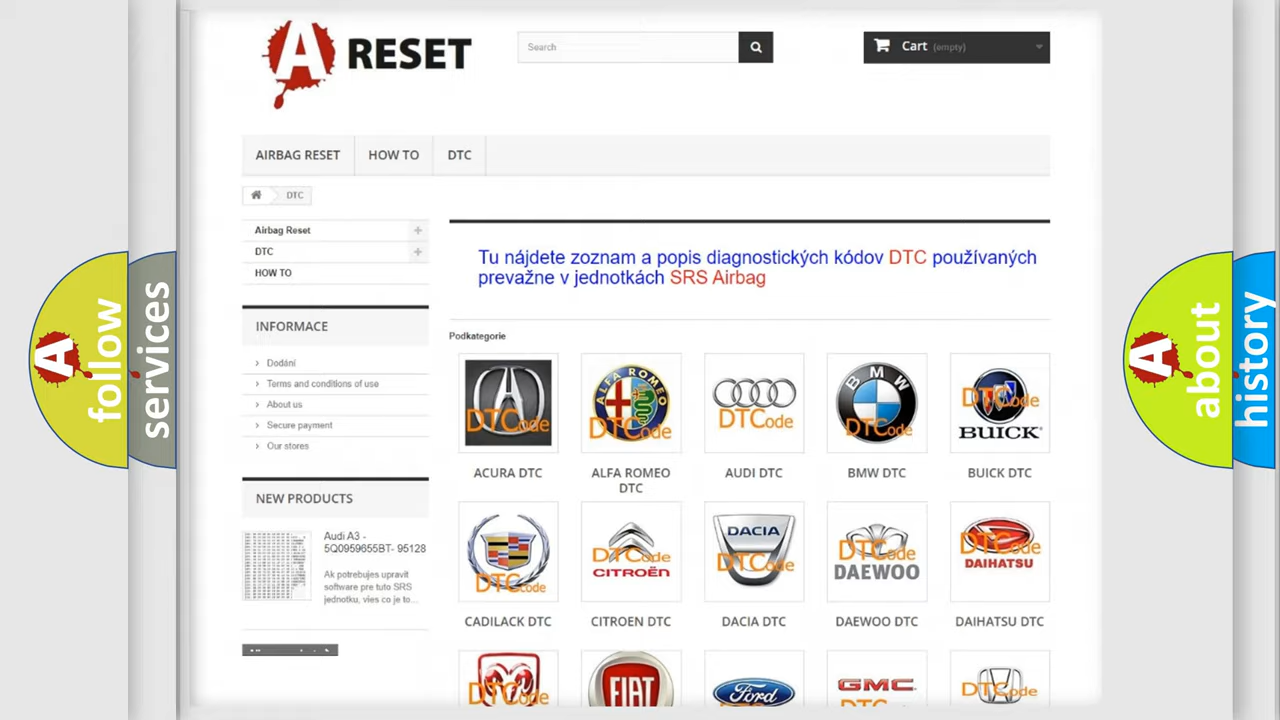 A RESET
Search
Cart (empty)
AIRBAG RESET
HOW TO
DTC
DTC
Airbag Reset
DTC
HOW TO
INFORMACE
Dodání
Terms and conditions of use
About us
Secure payment
Our stores
NEW PRODUCTS
Audi A3 -
5Q0959655BT- 95128
Ak potrebujes upravit
software pre tuto SRS
jednotku, vies co je to...
Tu nájdete zoznam a popis diagnostických kódov DTC používaných
prevažne v jednotkách SRS Airbag
Podkategorie
DTCode
ALFA ROMEO
DTCode
DTCode
BMW
DTCode
DTCode
BUICK
ACURA DTC
ALFA ROMEO
DTC
AUDI DTC
BMW DTC
BUICK DTC
DTCode
DTCode
CITROËN
DACIA
DTCode
DTCode
DAEWOO
DTCode
DAIHATSU
CADILACK DTC
CITROEN DTC
DACIA DTC
DAEWOO DTC
DAIHATSU DTC
DTCode
FIAT
Ford
GMC
DTCode
A follow
services
A about
history